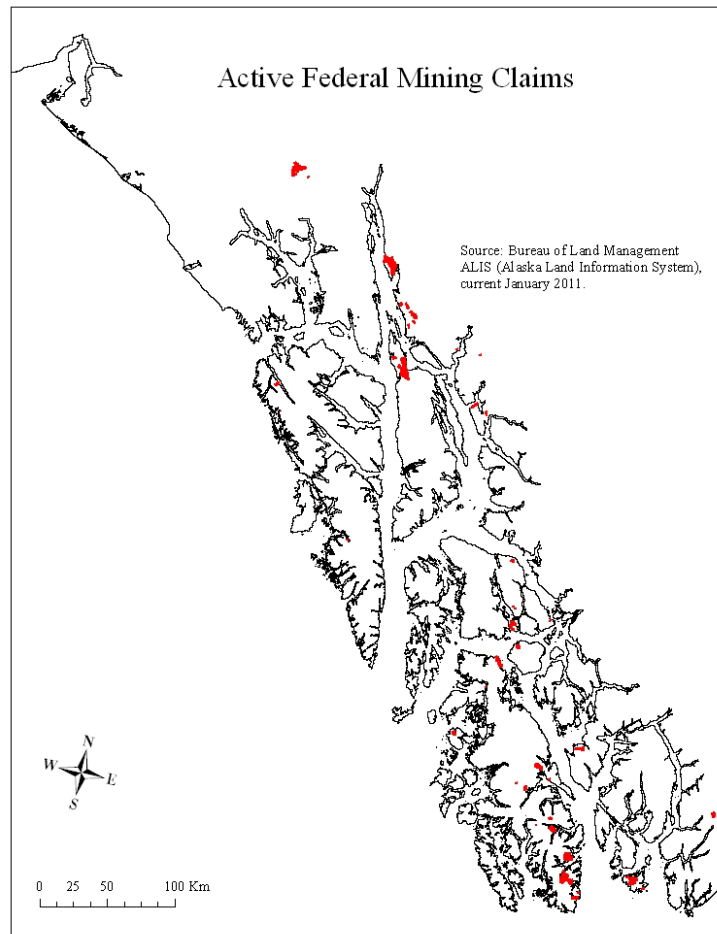 Active Federal Mining Claims
Source: Bureau of Land Management
ALIS (Alaska Land Information System),
current January 2011.
N
W
E
S
0 25 50 100 Km